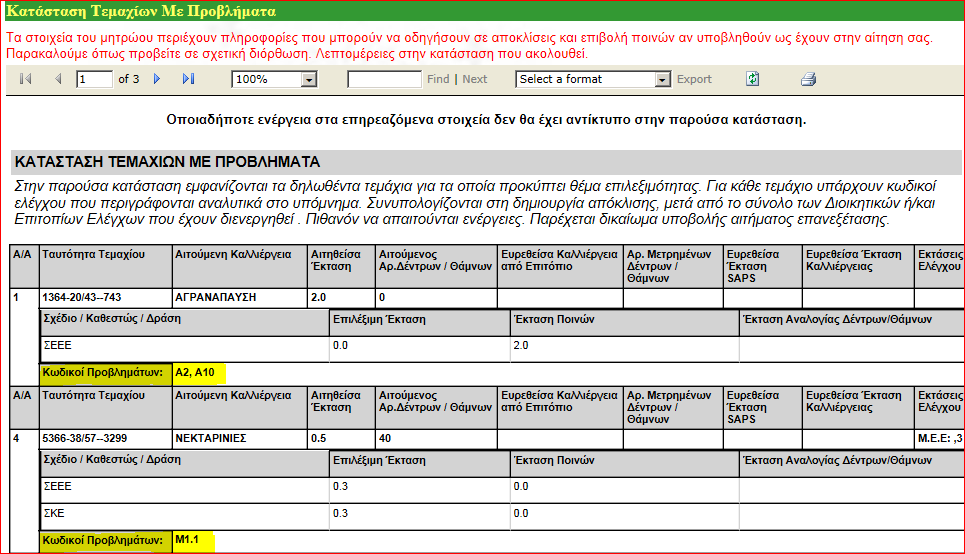 Κατάσταση Τεμαχίων Με Προβλήματα
Τα στοιχεία του μητρώου περιέχουν πληροφορίες που μπορούν να οδηγήσουν σε αποκλίσεις και επιβολή ποινών αν υποβληθούν ως έχουν στην αίτηση σας.
Παρακαλούμε όπως προβείτε σε σχετική διόρθωση. Λεπτομέρειες στην κατάσταση που ακολουθεί.
1 of 3 100% Find | Next Select a format Export
Οποιαδήποτε ενέργεια στα επηρεαζόμενα στοιχεία δεν θα έχει αντίκτυπο στην παρούσα κατάσταση.
ΚΑΤΑΣΤΑΣΗ ΤΕΜΑΧΙΩΝ ΜΕ ΠΡΟΒΛΗΜΑΤΑ
Στην παρούσα κατάσταση εμφανίζονται τα δηλωθέντα τεμάχια για τα οποία προκύπτει θέμα επιλεξιμότητας. Για κάθε τεμάχιο υπάρχουν κωδικοί
ελέγχου που περιγράφονται αναλυτικά στο υπόμνημα. Συνυπολογίζονται στη δημιουργία απόκλισης, μετά από το σύνολο των Διοικητικών ή/και
Επιτοπίων Ελέγχων που έχουν διενεργηθεί . Πιθανόν να απαιτούνται ενέργειες. Παρέχεται δικαίωμα υποβολής αιτήματος επανεξέτασης.
Α/Α Ταυτότητα Τεμαχίου Αιτούμενη Καλλιέργεια Αιτηθείσα Αιτούμενος Ευρεθείσα Καλλιέργεια Αρ. Μετρημένων Ευρεθείσα Ευρεθείσα Έκταση Εκτάσεις
Έκταση Αρ.Δέντρων / Θάμνων από Επιτόπιο Δέντρων / Έκταση Καλλιέργειας Ελέγχου
Θάμνων SAPS
1 1364-20/43--743 ΑΓΡΑΝΑΠΑΥΣΗ 2.0 0
Σχέδιο / Καθεστώς / Δράση Επιλέξιμη Έκταση Έκταση Ποινών Έκταση Αναλογίας Δέντρων/Θάμνων
ΣΕΕΕ 0.0 2.0
Κωδικοί Προβλημάτων: Α2, Α10
Α/Α Ταυτότητα Τεμαχίου Αιτούμενη Καλλιέργεια Αιτηθείσα Αιτούμενος Ευρεθείσα Καλλιέργεια Αρ. Μετρημένων Ευρεθείσα Ευρεθείσα Έκταση Εκτάσεις
Έκταση Αρ.Δέντρων / Θάμνων από Επιτόπιο Δέντρων / Έκταση Καλλιέργειας Ελέγχου
Θάμνων SAPS
4 5366-38/57--3299 ΝΕΚΤΑΡΙΝΙΕΣ 0.5 40 Μ.Ε.Ε: ,3
Σχέδιο / Καθεστώς / Δράση Επιλέξιμη Έκταση Έκταση Ποινών Έκταση Αναλογίας Δέντρων/Θάμνων
ΣΕΕΕ 0.3 0.0
ΣΚΕ 0.3 0.0
Κωδικοί Προβλημάτων: Μ1.1